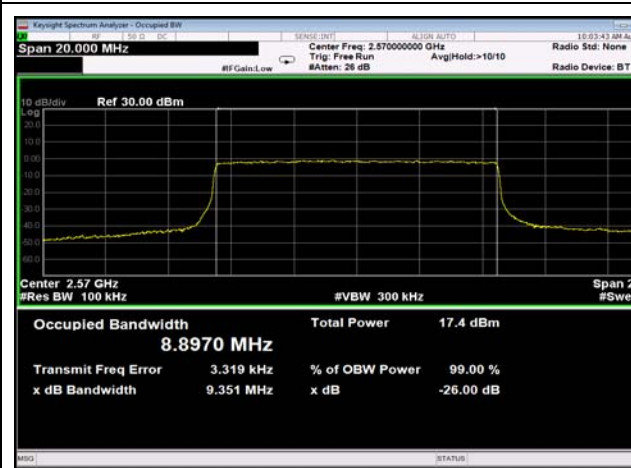 Keysight Spectrum Analyzer - Occupied BW
RF 50 Ω DC SENSE:INT ALIGN AUTO 10:03:43 AM Au
Span 20.000 MHz
Center Freq: 2.570000000 GHz
Radio Std: None
Trig: Free Run Avg|Hold:>10/10
#IFGain:Low #Atten: 26 dB Radio Device: BT
10 dB/div Ref 30.00 dBm
Log
20.0
10.0
0.00
-10.0
-20.0
-30.0
-40.0
-50.0
-60.0
Center 2.57 GHz Span 2
#Res BW 100 kHz #VBW 300 kHz #Swe
Occupied Bandwidth Total Power 17.4 dBm
8.8970 MHz
Transmit Freq Error 3.319 kHz % of OBW Power 99.00 %
x dB Bandwidth 9.351 MHz x dB -26.00 dB
MSG STATUS